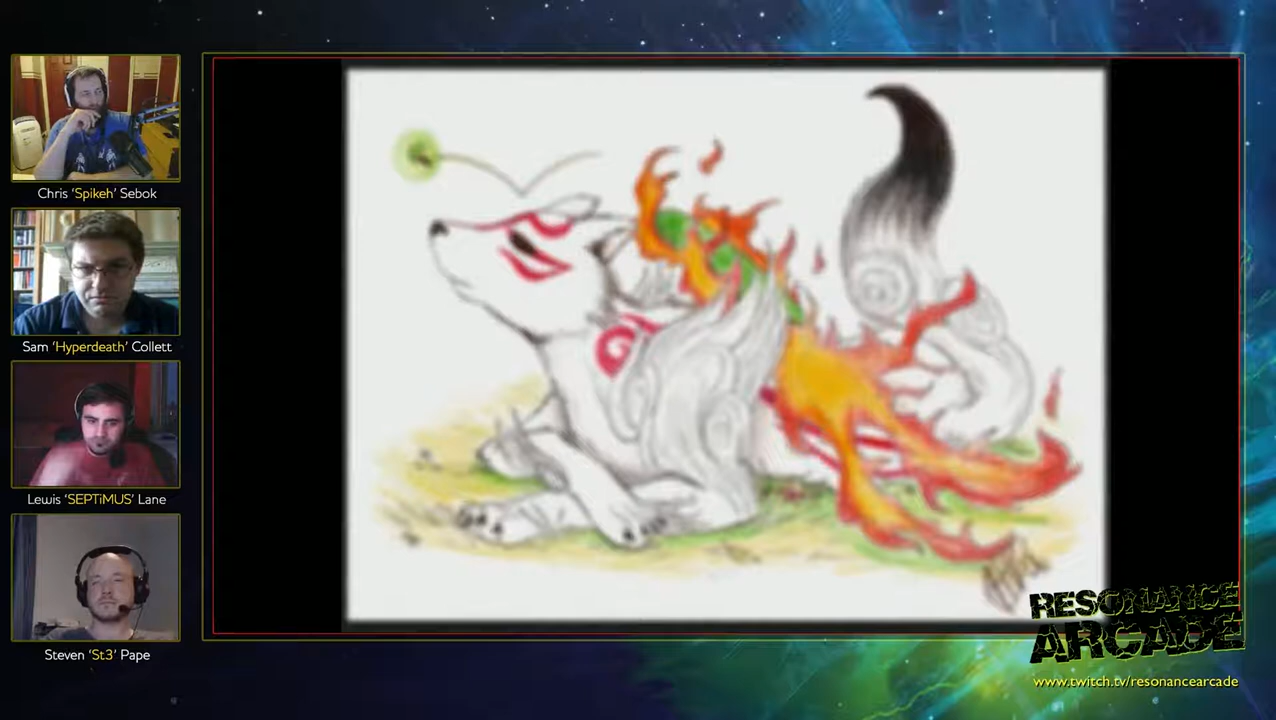 Chris 'Spikeh' Sebok
Sam 'Hyperdeath' Collett
Lewis 'SEPTiMUS' Lane
Steven 'St3' Pape
RESONANCE
ARCADE
www.twitch.tv/resonancearcade